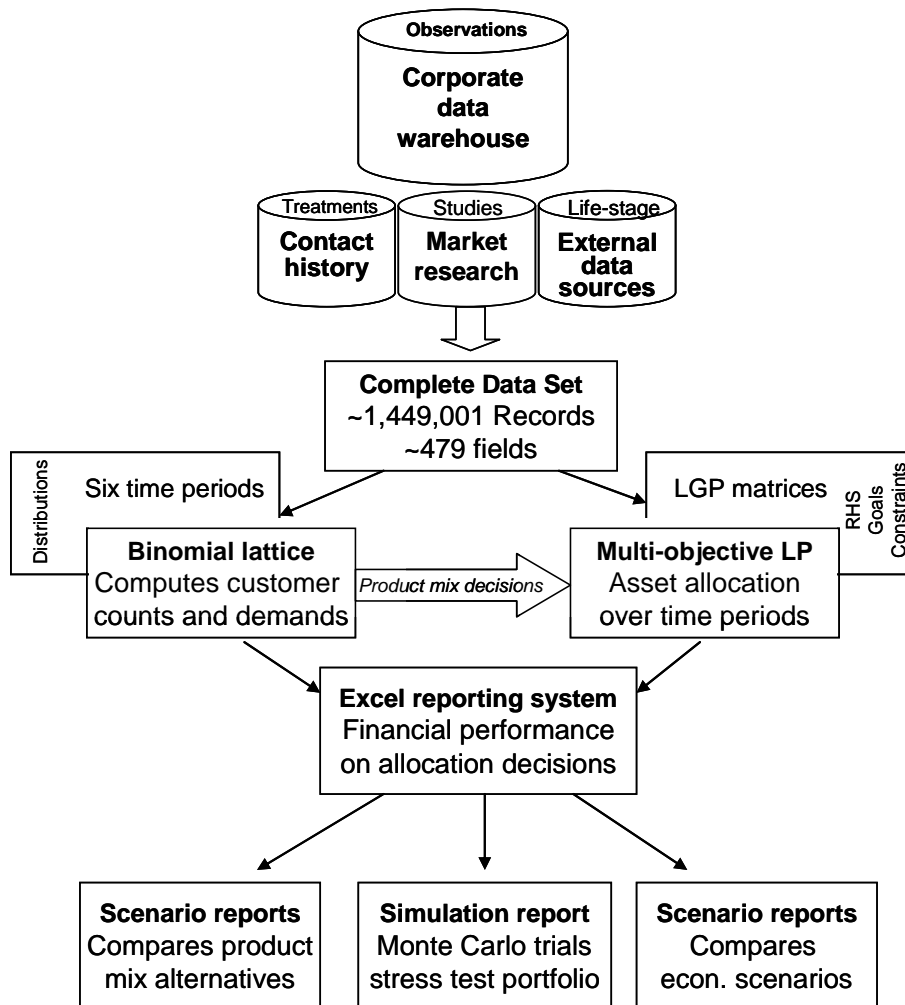 Observations
Corporate
data
warehouse
Treatments
Contact
history
Studies
Market
research
Life-stage
External
data
sources
Complete Data Set
~1,449,001 Records
~479 fields
Distributions
Six time periods
LGP matrices
RHS
Goals
Constraints
Binomial lattice
Computes customer
counts and demands
Product mix decisions
Multi-objective LP
Asset allocation
over time periods
Excel reporting system
Financial performance
on allocation decisions
Scenario reports
Compares product
mix alternatives
Simulation report
Monte Carlo trials
stress test portfolio
Scenario reports
Compares
econ. scenarios